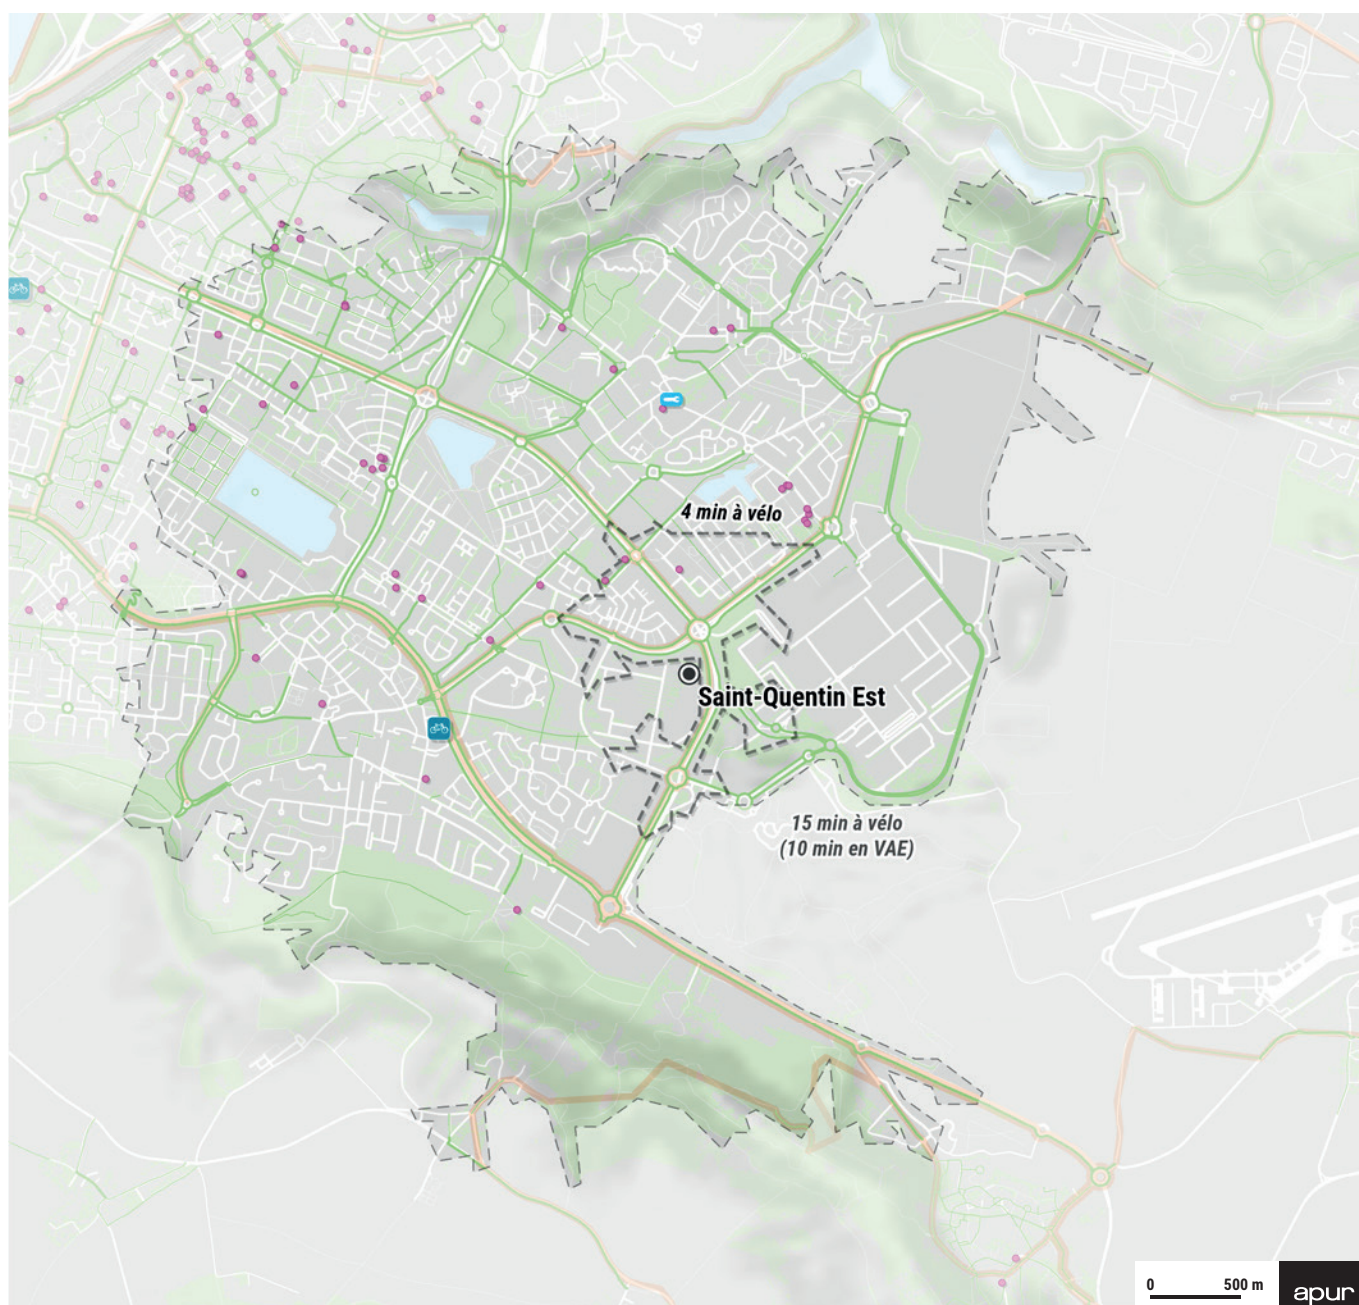 4 min à vélo
Saint-Quentin Est
15 min à vélo
(10 min en VAE)
0 500 m
apur